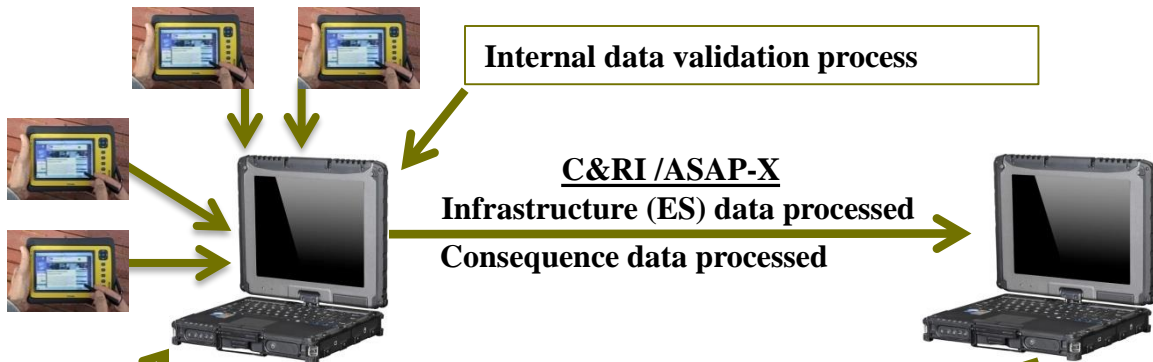 Internal data validation process
C&RI /ASAP-X
Infrastructure (ES) data processed
Consequence data processed